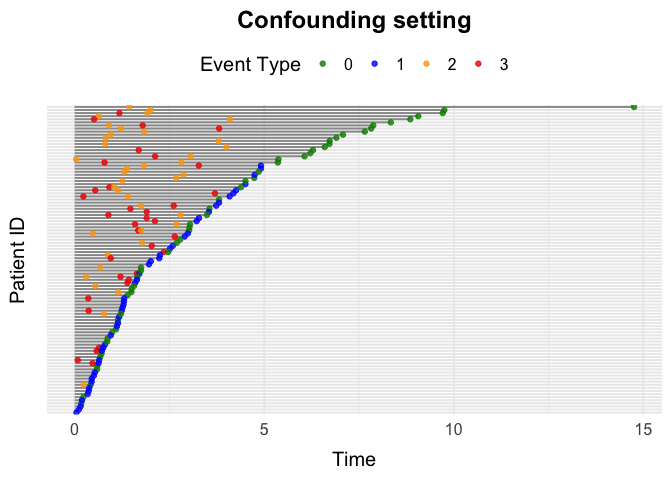 Confounding setting
Event Type 0 1 2 3
Patient ID
0 5 10 15
Time